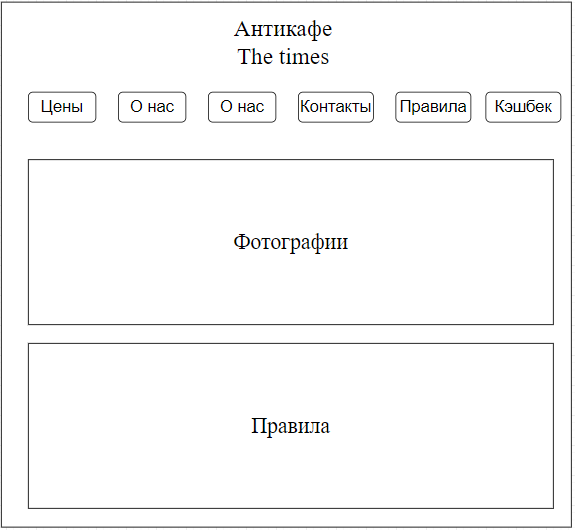 Антикафе
The times
Цены
О нас
О нас
Контакты
Правила
Кэшбек
Фотографии
Правила